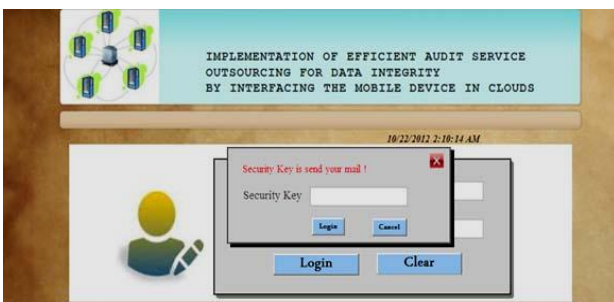 IMPLEMENTATION OF EFFICIENT AUDIT SERVICE
OUTSOURCING FOR DATA INTEGRITY
BY INTERFACING THE MOBILE DEVICE IN CLOUDS
10/22/2012 2:10:14 AM
X
Security Key is send your mail !
Security Key
Login Cancel
Login Clear